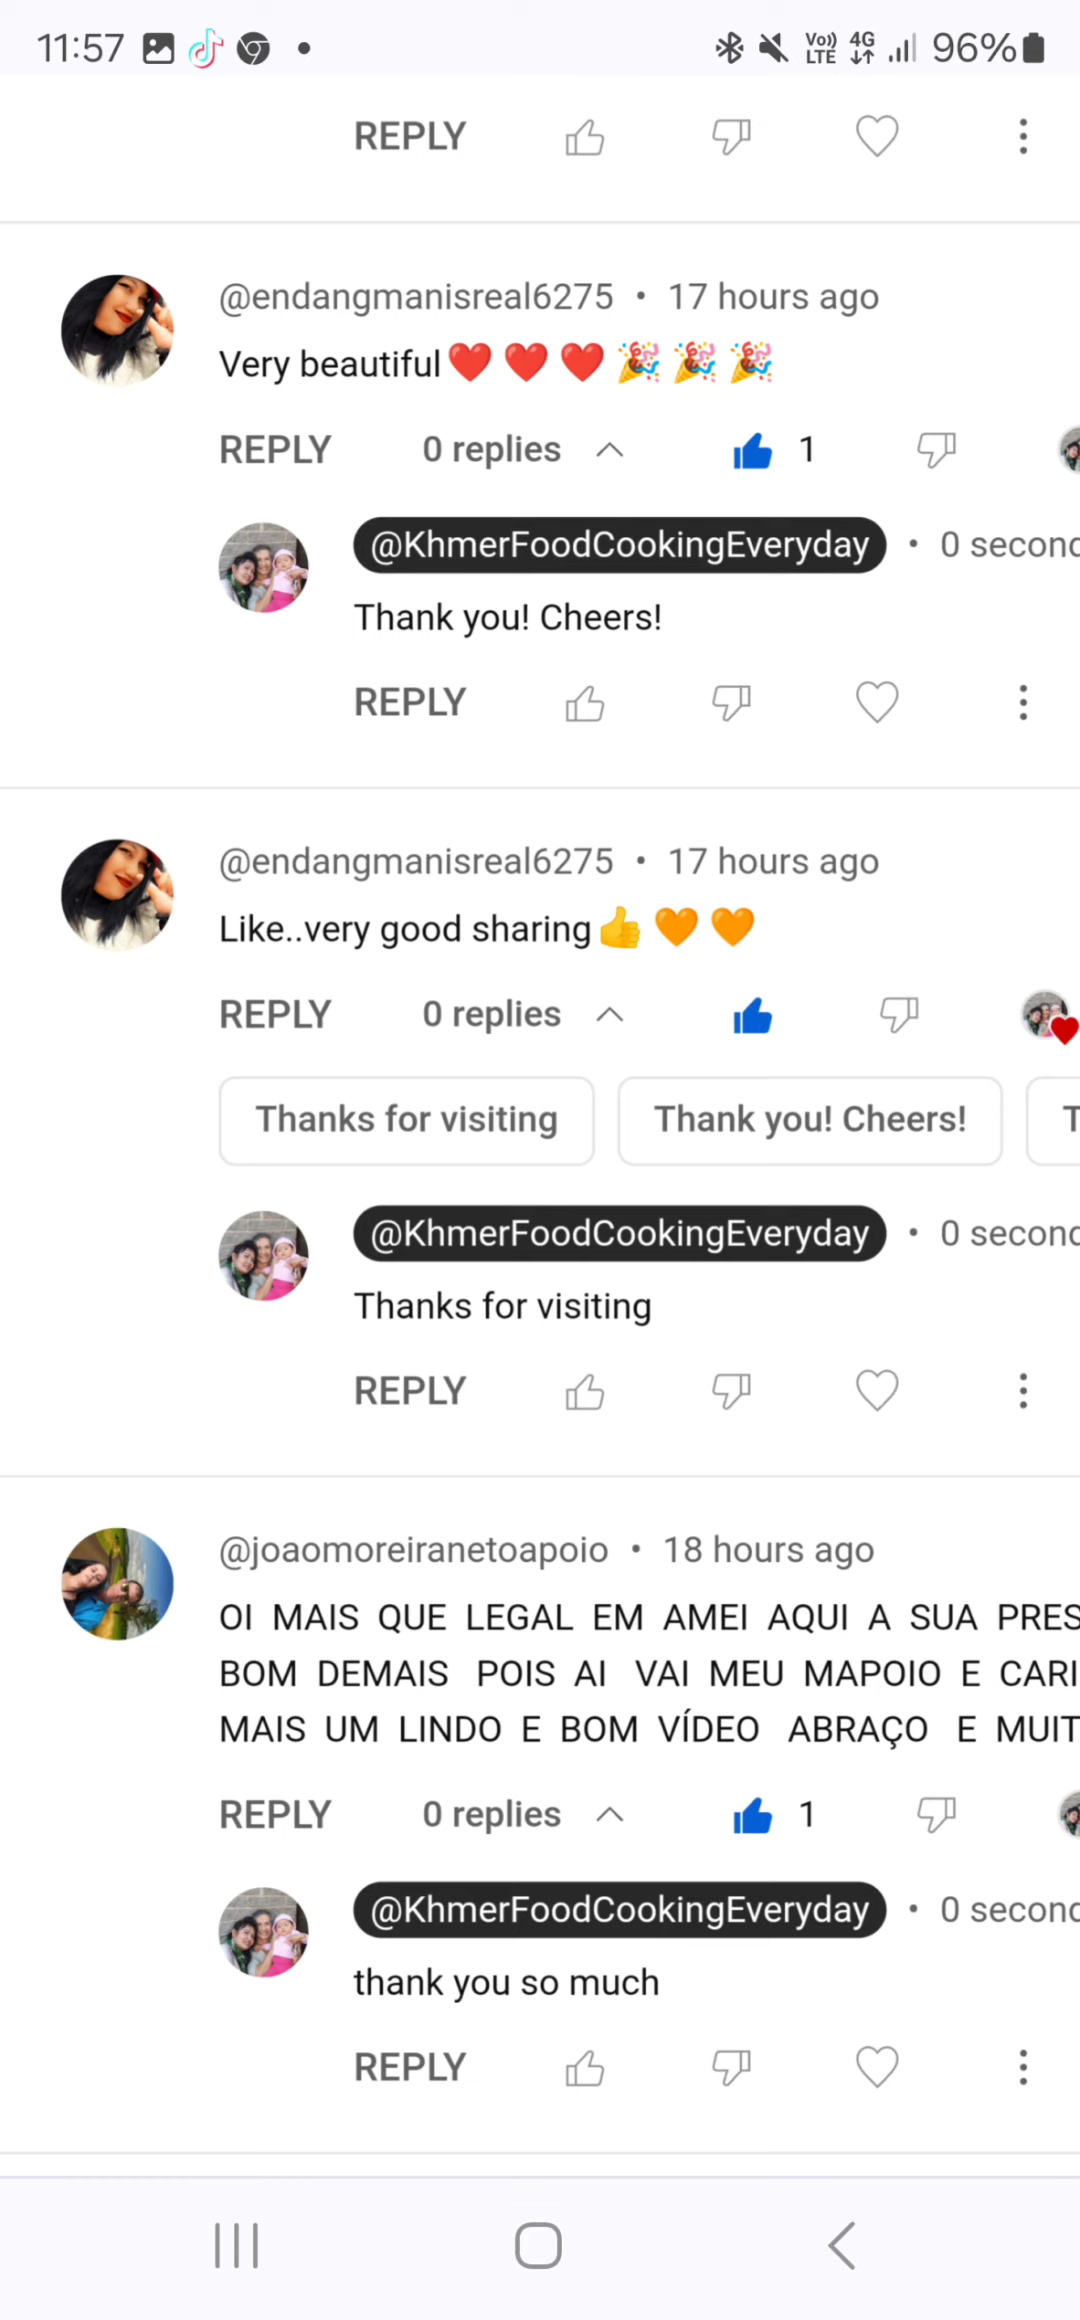 11:57 Vo)) LTE 4G 96%
REPLY
@endangmanisreal6275 • 17 hours ago
Very beautiful❤️❤️❤️🎉🎉🎉
REPLY 0 replies 1
@KhmerFoodCookingEveryday • 0 second
Thank you! Cheers!
REPLY
@endangmanisreal6275 • 17 hours ago
Like..very good sharing👍🧡🧡
REPLY 0 replies
Thanks for visiting Thank you! Cheers! T
@KhmerFoodCookingEveryday • 0 second
Thanks for visiting
REPLY
@joaomoreiranetoapoio • 18 hours ago
OI MAIS QUE LEGAL EM AMEI AQUI A SUA PRES
BOM DEMAIS POIS AI VAI MEU MAPOIO E CARI
MAIS UM LINDO E BOM VÍDEO ABRAÇO E MUIT
REPLY 0 replies 1
@KhmerFoodCookingEveryday • 0 second
thank you so much
REPLY